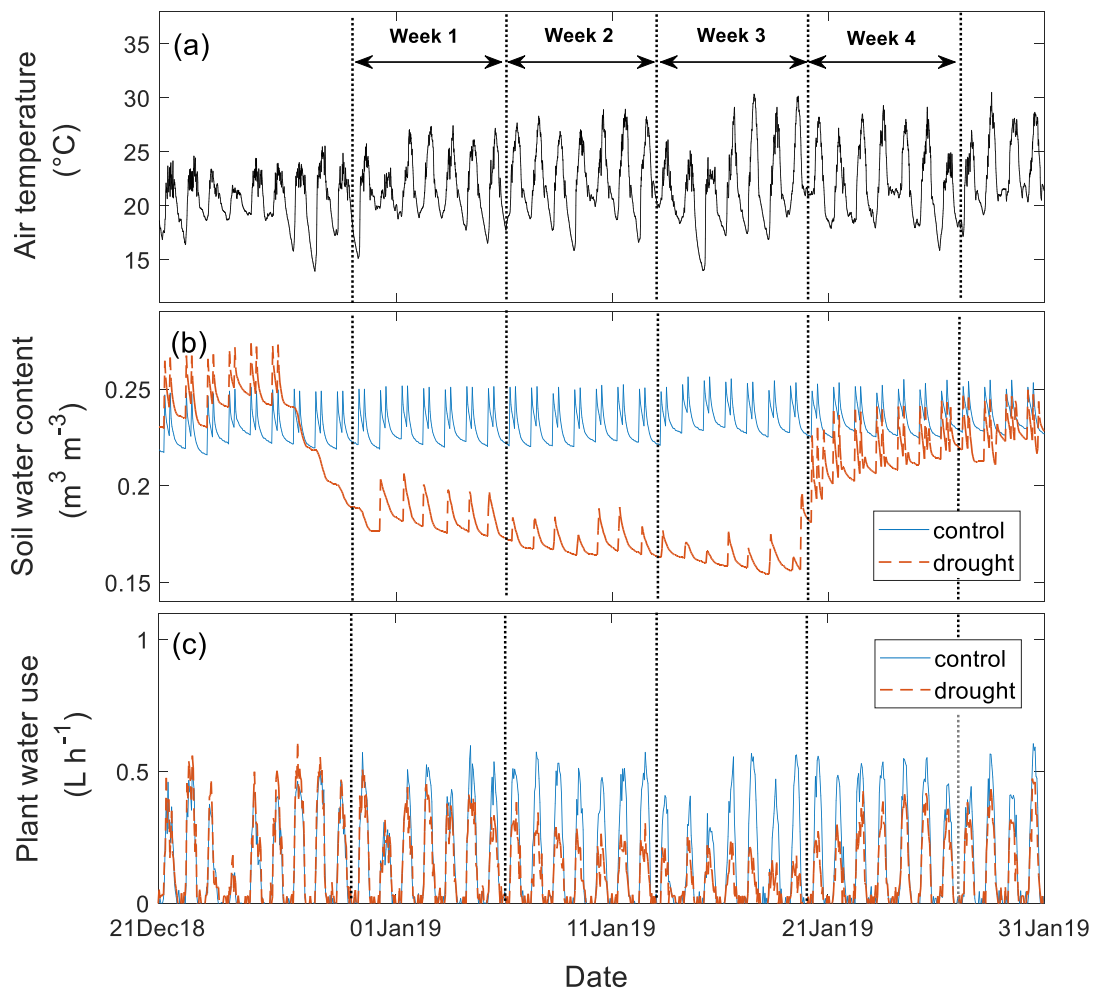 (a)
Week 1
Week 2
Week 3
Week 4
35
30
25
20
15
Air temperature
(°C)
(b)
0.25
0.2
0.15
Soil water content
(m³ m⁻³)
control
drought
(c)
1
0.5
0
Plant water use
(L h⁻¹)
control
drought
21Dec18
01Jan19
11Jan19
21Jan19
31Jan19
Date